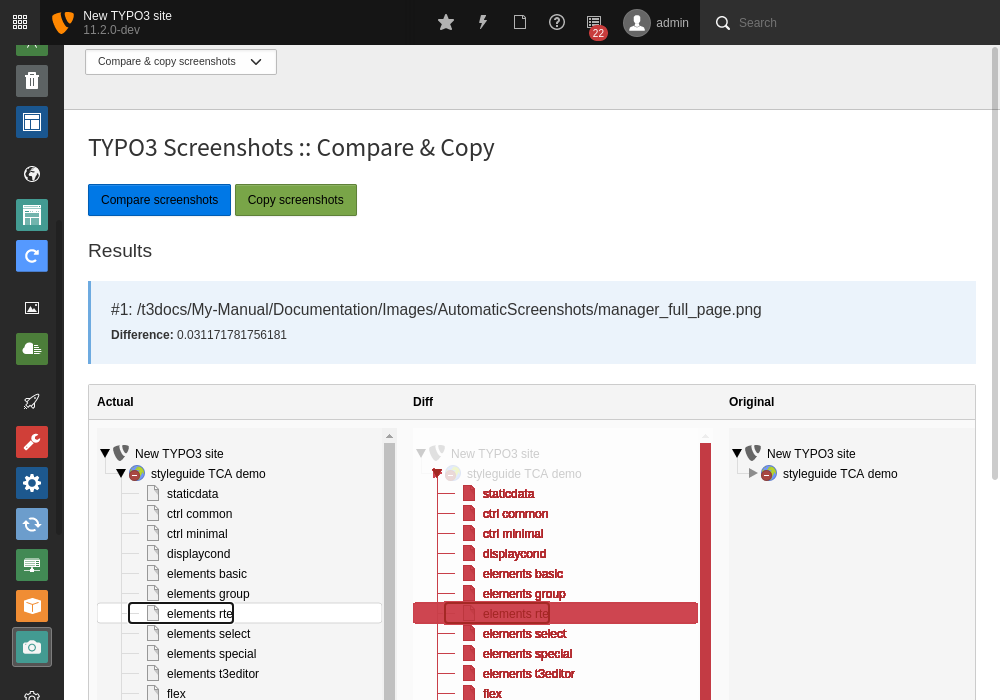 New TYPO3 site
11.2.0-dev
22
admin
Search
Compare & copy screenshots
TYPO3 Screenshots :: Compare & Copy
Compare screenshots
Copy screenshots
Results
#1: /t3docs/My-Manual/Documentation/Images/AutomaticScreenshots/manager_full_page.png
Difference: 0.031171781756181
Actual
Diff
Original
New TYPO3 site
styleguide TCA demo
staticdata
ctrl common
ctrl minimal
displaycond
elements basic
elements group
elements rte
elements select
elements special
elements t3editor
flex
New TYPO3 site
styleguide TCA demo
staticdata
ctrl common
ctrl minimal
displaycond
elements basic
elements group
elements rte
elements select
elements special
elements t3editor
flex
New TYPO3 site
styleguide TCA demo